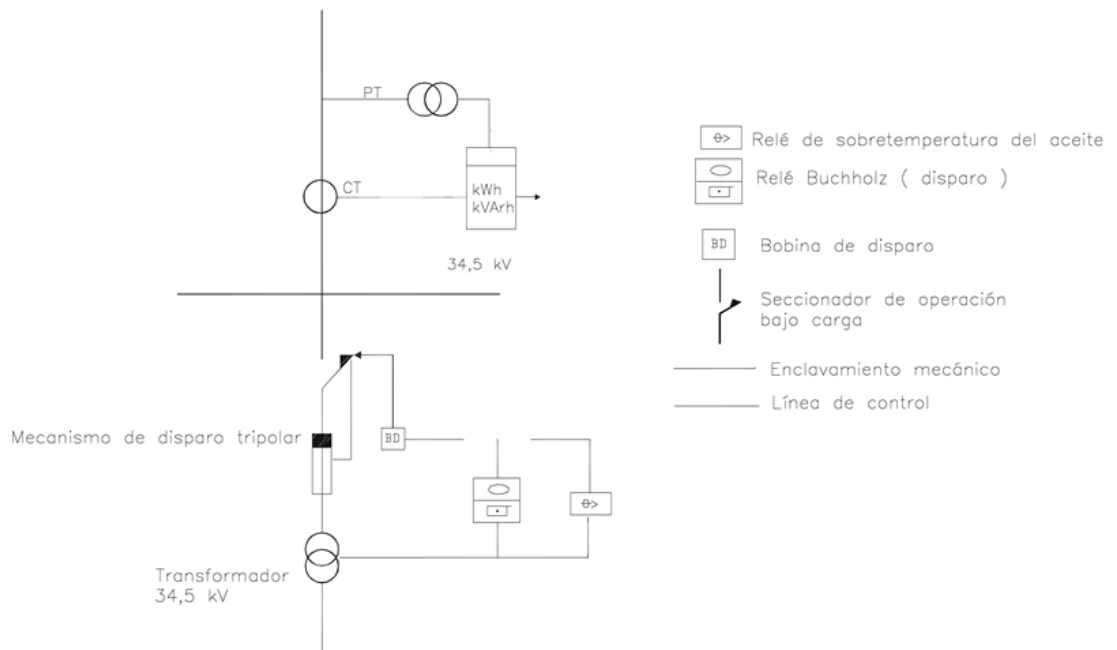 PT
CT
kWh
kVArh
34,5 kV
Mecanismo de disparo tripolar
BD
θ>
Transformador
34,5 kV
θ>
Relé de sobretemperatura del aceite
Relé Buchholz ( disparo )
BD
Bobina de disparo
Seccionador de operación
bajo carga
Enclavamiento mecánico
Línea de control